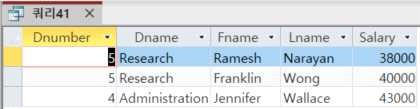 쿼리41
Dnumber Dname Fname Lname Salary
5 Research Ramesh Narayan 38000
5 Research Franklin Wong 40000
4 Administration Jennifer Wallace 43000